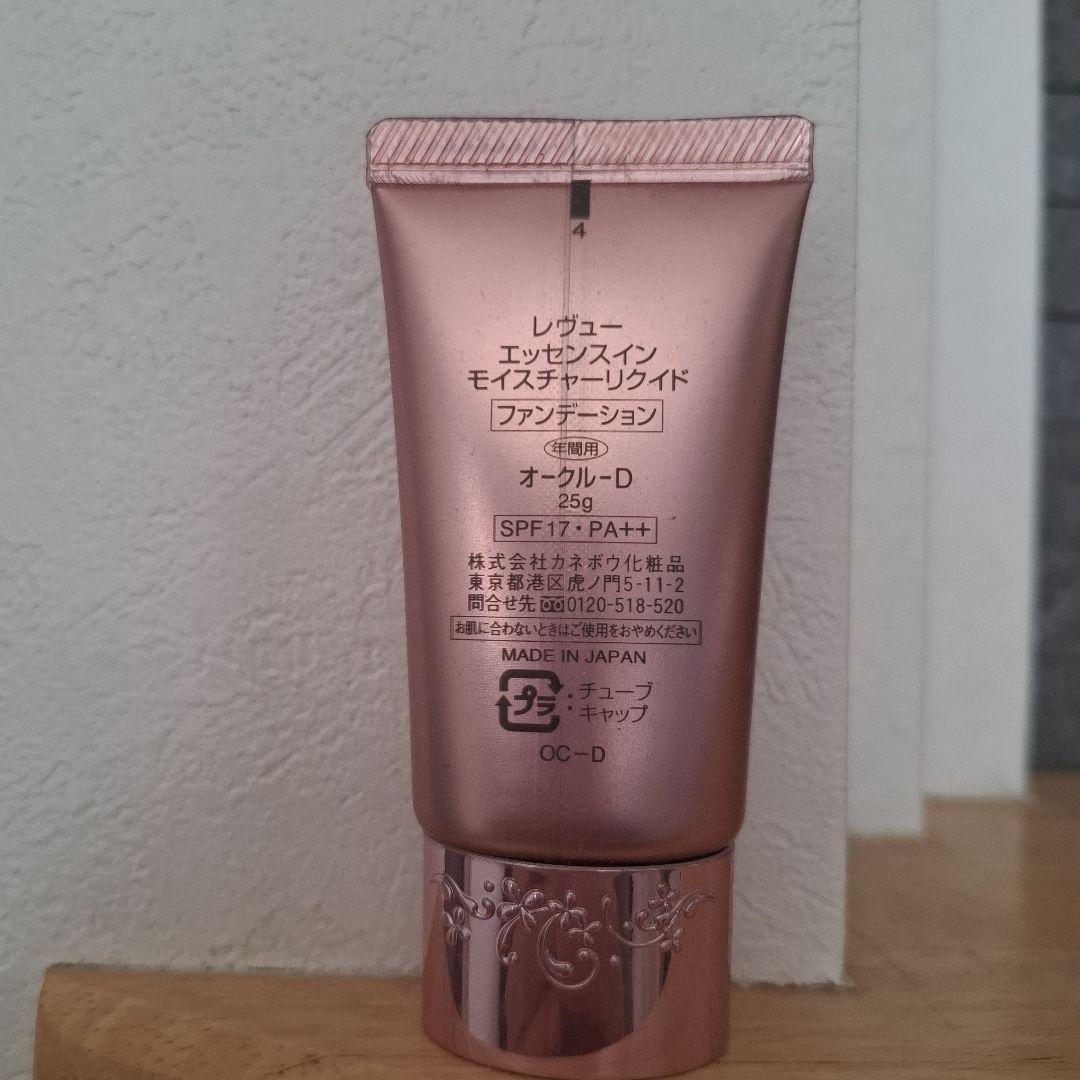 4
レヴュー
エッセンスイン
モイスチャーリクイド
ファンデーション
年間用
オークル－D
25g
SPF17・PA++
株式会社カネボウ化粧品
東京都港区虎ノ門5-11-2
問合せ先 0120-518-520
お肌に合わないときはご使用をおやめください
MADE IN JAPAN
プラ : チューブ
キャップ
OC－D